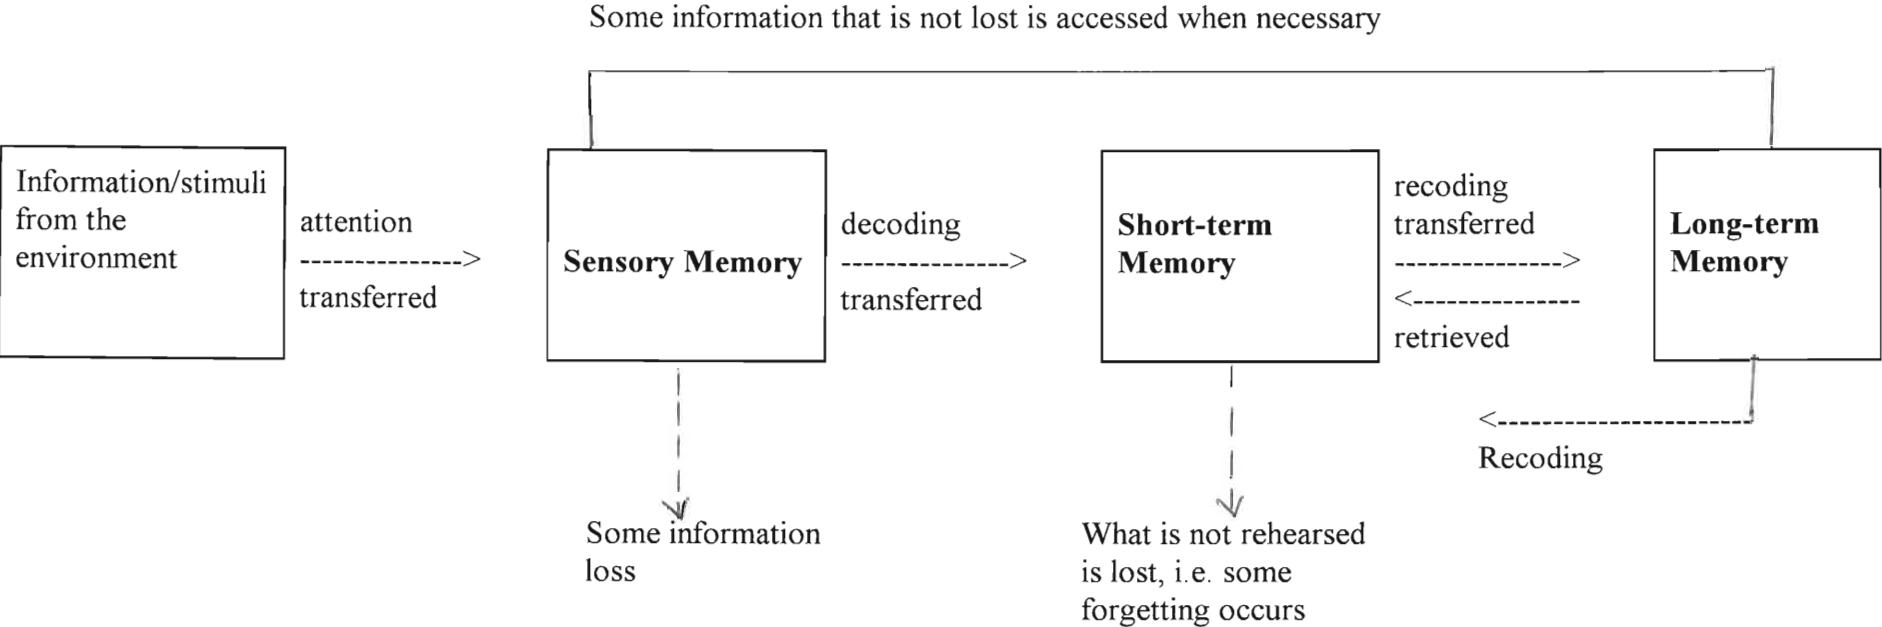 Some information that is not lost is accessed when necessary
Information/stimuli
from the
environment
attention
--------------->
transferred
Sensory Memory
decoding
--------------->
transferred
Short-term
Memory
recoding
transferred
--------------->
<---------------
retrieved
Long-term
Memory
<-----------------------
Recoding
Some information
loss
What is not rehearsed
is lost, i.e. some
forgetting occurs